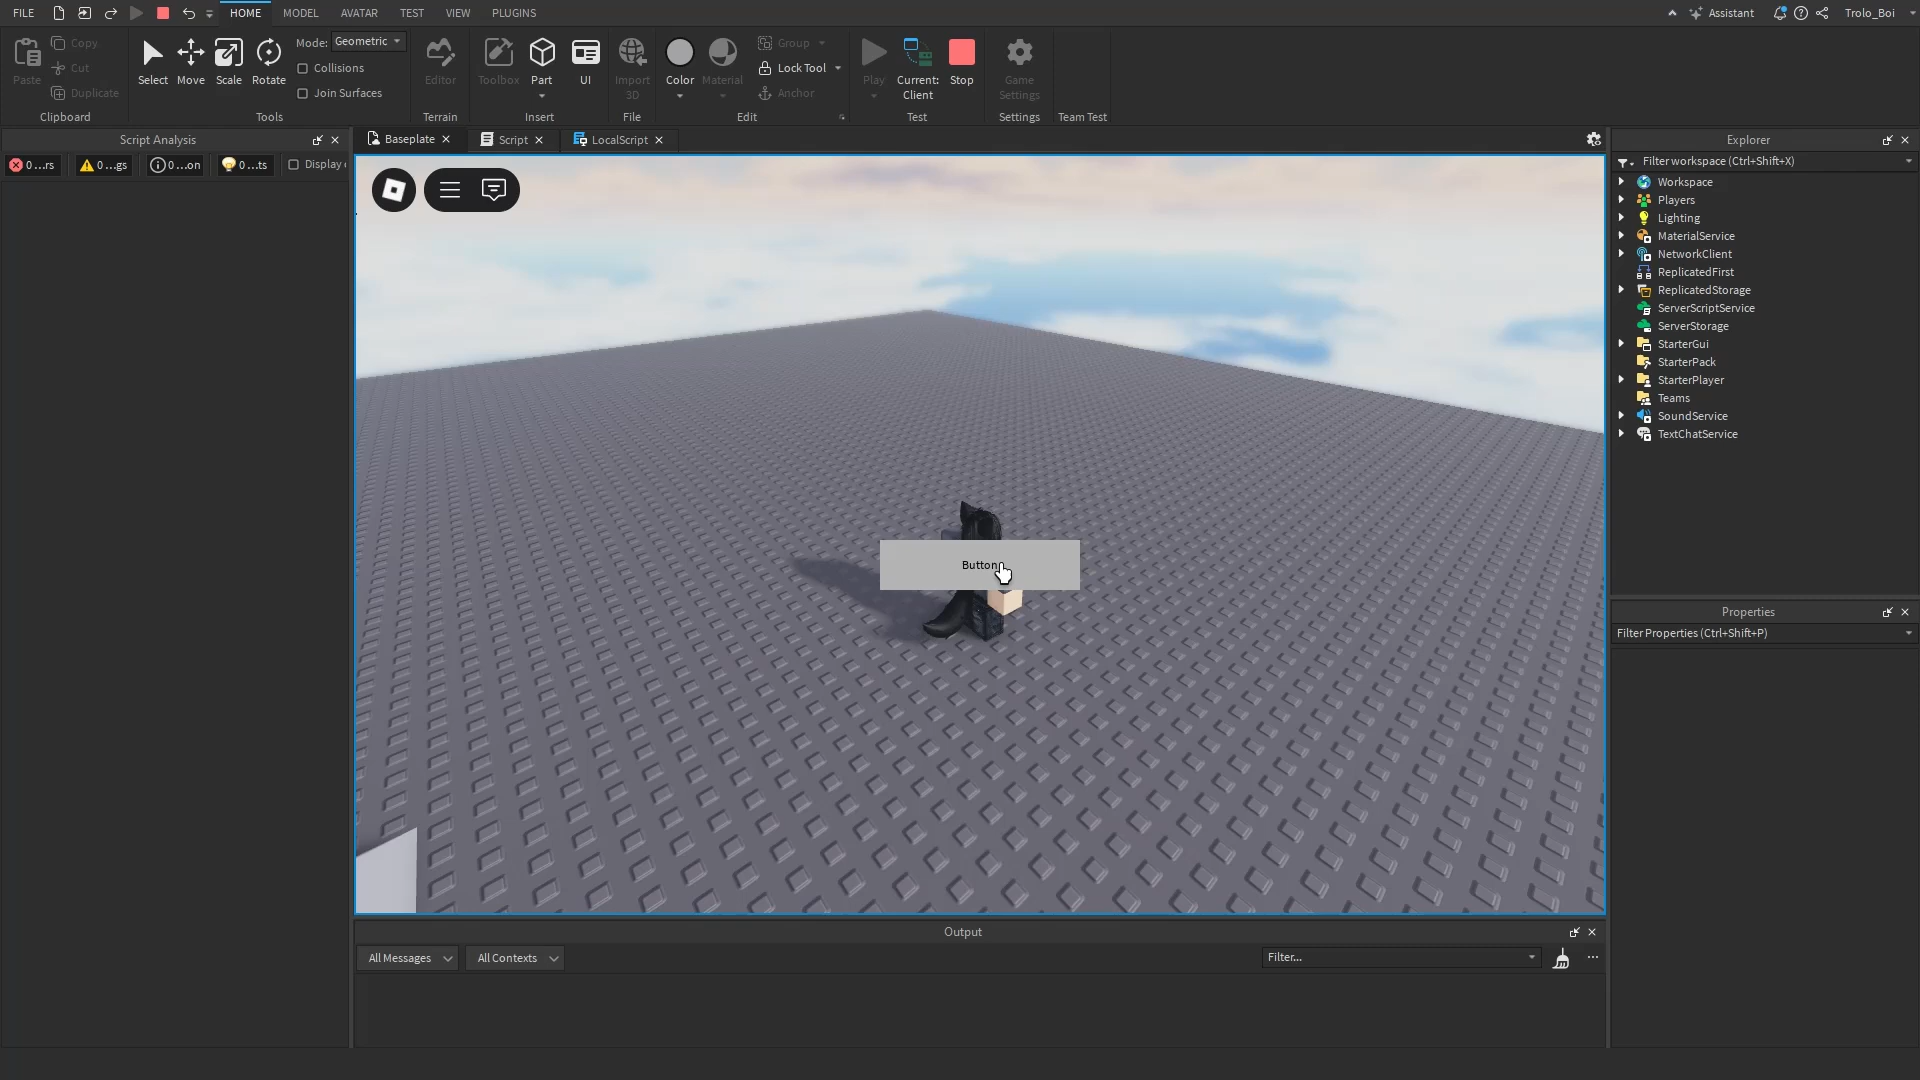 FILE HOME MODEL AVATAR TEST VIEW PLUGINS Assistant Trolo_Boi
Paste
Copy
Cut
Duplicate
Clipboard
Select Move Scale Rotate
Mode: Geometric
Collisions
Join Surfaces
Tools
Editor
Terrain
Toolbox Part UI
Insert
Import
3D
File
Color Material
Group
Lock Tool
Anchor
Edit
Play
Current:
Client
Stop
Test
Game
Settings
Settings
Team Test
Script Analysis
0 ...rs 0 ...gs 0 ...on 0 ...ts Display
Baseplate Script LocalScript
Button
Output
All Messages All Contexts Filter...
Explorer
Filter workspace (Ctrl+Shift+X)
Workspace
Players
Lighting
MaterialService
NetworkClient
ReplicatedFirst
ReplicatedStorage
ServerScriptService
ServerStorage
StarterGui
StarterPack
StarterPlayer
Teams
SoundService
TextChatService
Properties
Filter Properties (Ctrl+Shift+P)